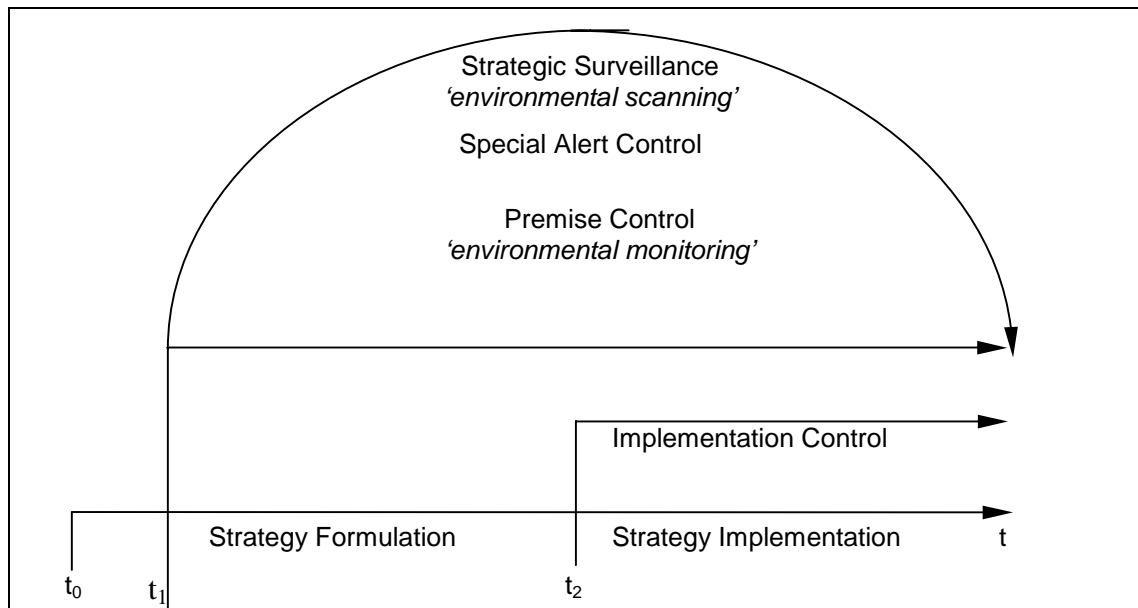 Strategic Surveillance
‘environmental scanning’
Special Alert Control
Premise Control
‘environmental monitoring’
Implementation Control
Strategy Formulation
Strategy Implementation
t
t0
t1
t2